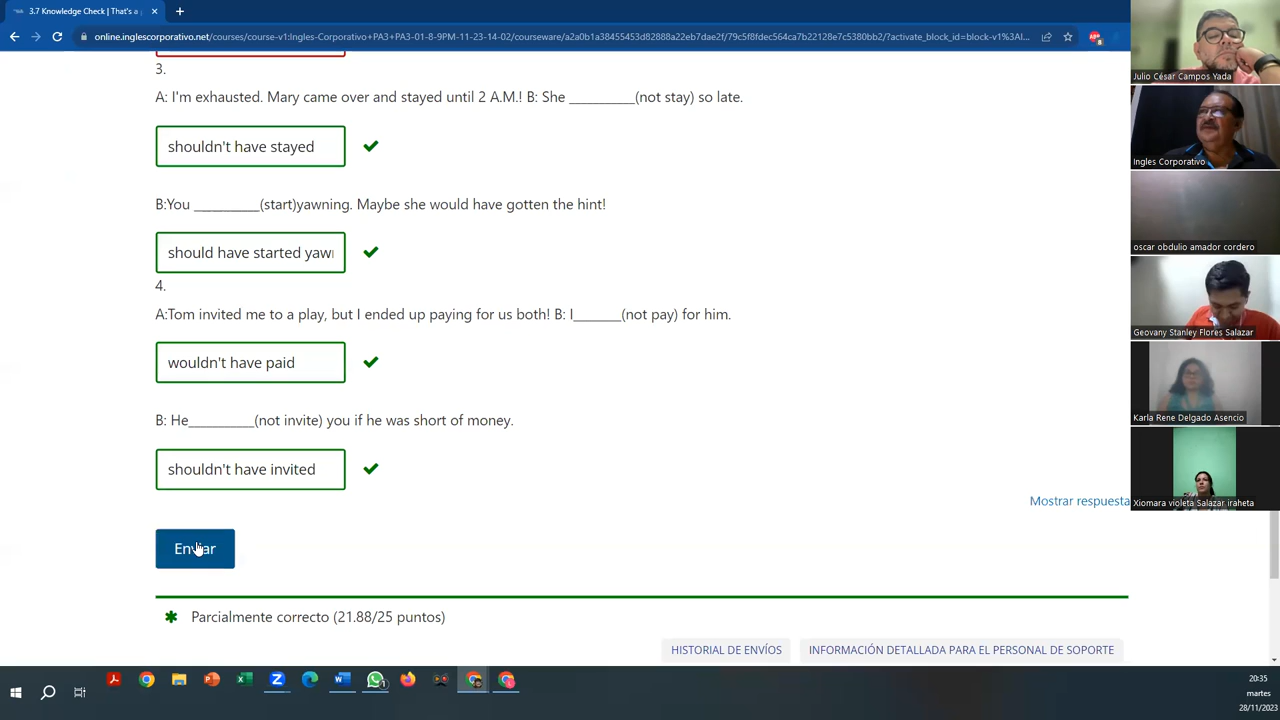 3.7 Knowledge Check | That's a
online.inglescorporativo.net/courses/course-v1:Ingles-Corporativo+PA3+PA3-01-8-9PM-11-23-14-02/courseware/a2a0b1a38455453d82888a22eb7dae2f/79c5f8fdec564ca7b22128e7c5380bb2/?activate_block_id=block-v1%3AI...
3.
A: I'm exhausted. Mary came over and stayed until 2 A.M.! B: She __________(not stay) so late.
shouldn't have stayed
B:You __________(start)yawning. Maybe she would have gotten the hint!
should have started yawn
4.
A:Tom invited me to a play, but I ended up paying for us both! B: I_______(not pay) for him.
wouldn't have paid
B: He__________(not invite) you if he was short of money.
shouldn't have invited
Mostrar respuesta
Enviar
Parcialmente correcto (21.88/25 puntos)
HISTORIAL DE ENVÍOS
INFORMACIÓN DETALLADA PARA EL PERSONAL DE SOPORTE
Julio César Campos Yada
Ingles Corporativo
oscar obdulio amador cordero
Geovany Stanley Flores Salazar
Karla Rene Delgado Asencio
Xiomara violeta Salazar iraheta
20:35
martes
28/11/2023